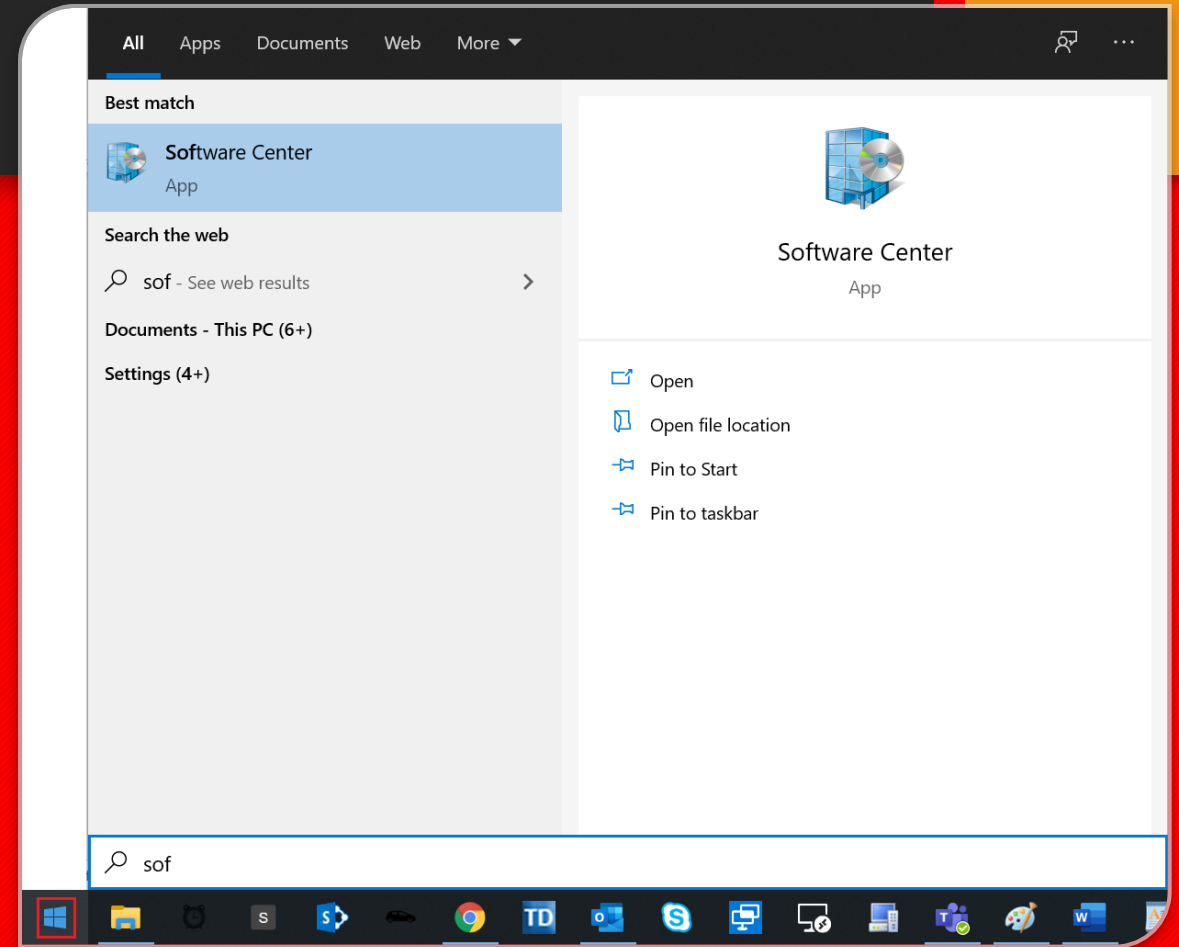 All Apps Documents Web More
Best match
Software Center
App
Search the web
sof - See web results
Documents - This PC (6+)
Settings (4+)
Software Center
App
Open
Open file location
Pin to Start
Pin to taskbar
sof
S S TD o S T W A